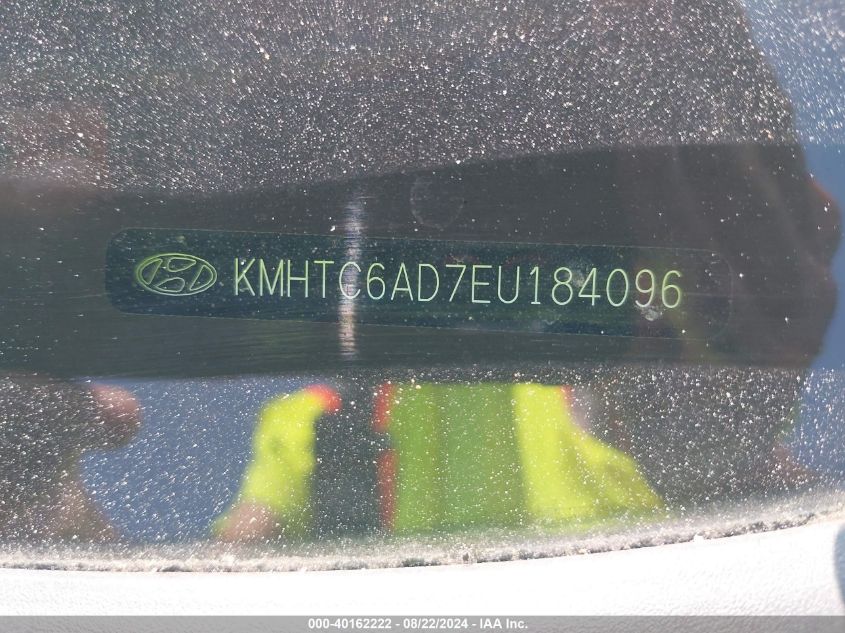 KMHTC6AD7EU184096
000-40162222 - 08/22/2024 - IAA Inc.